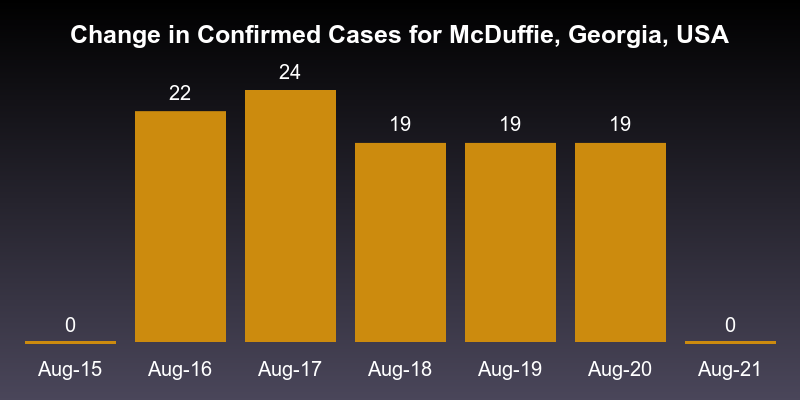 Change in Confirmed Cases for McDuffie, Georgia, USA
0
22
24
19
19
19
0
Aug-15
Aug-16
Aug-17
Aug-18
Aug-19
Aug-20
Aug-21